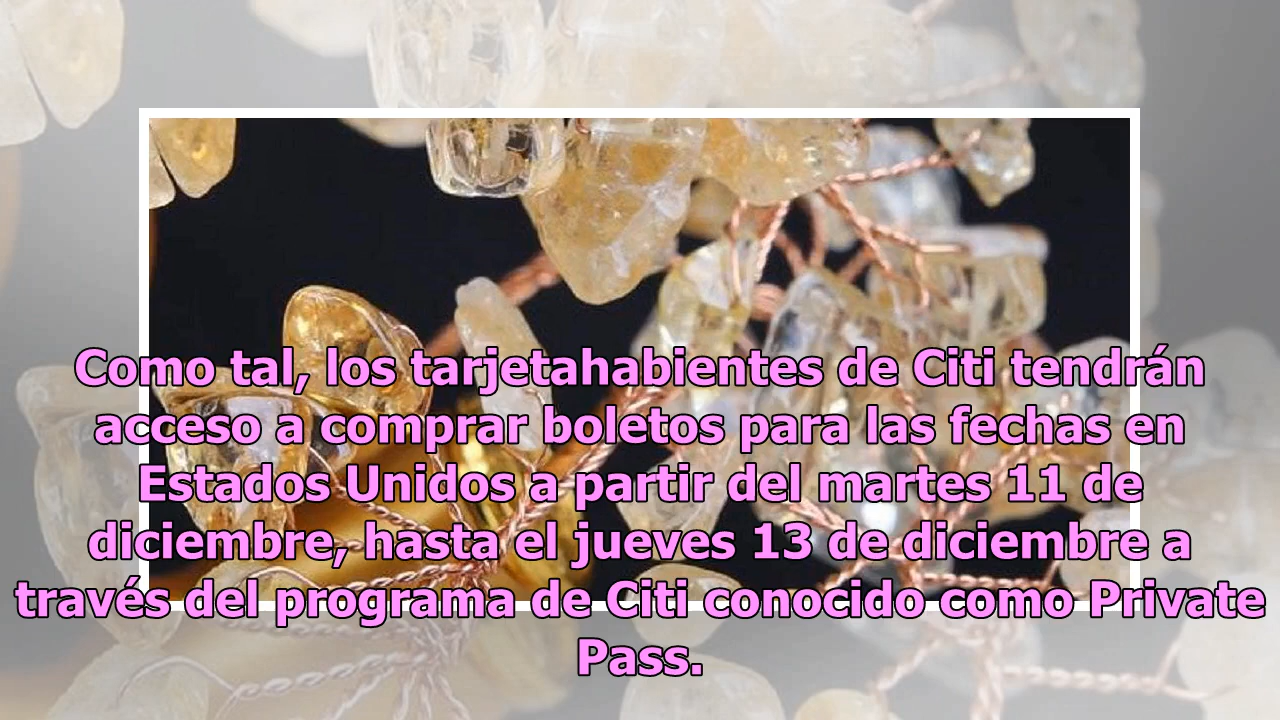 Como tal, los tarjetahabientes de Citi tendrán
acceso a comprar boletos para las fechas en
Estados Unidos a partir del martes 11 de
diciembre, hasta el jueves 13 de diciembre a
través del programa de Citi conocido como Private
Pass.